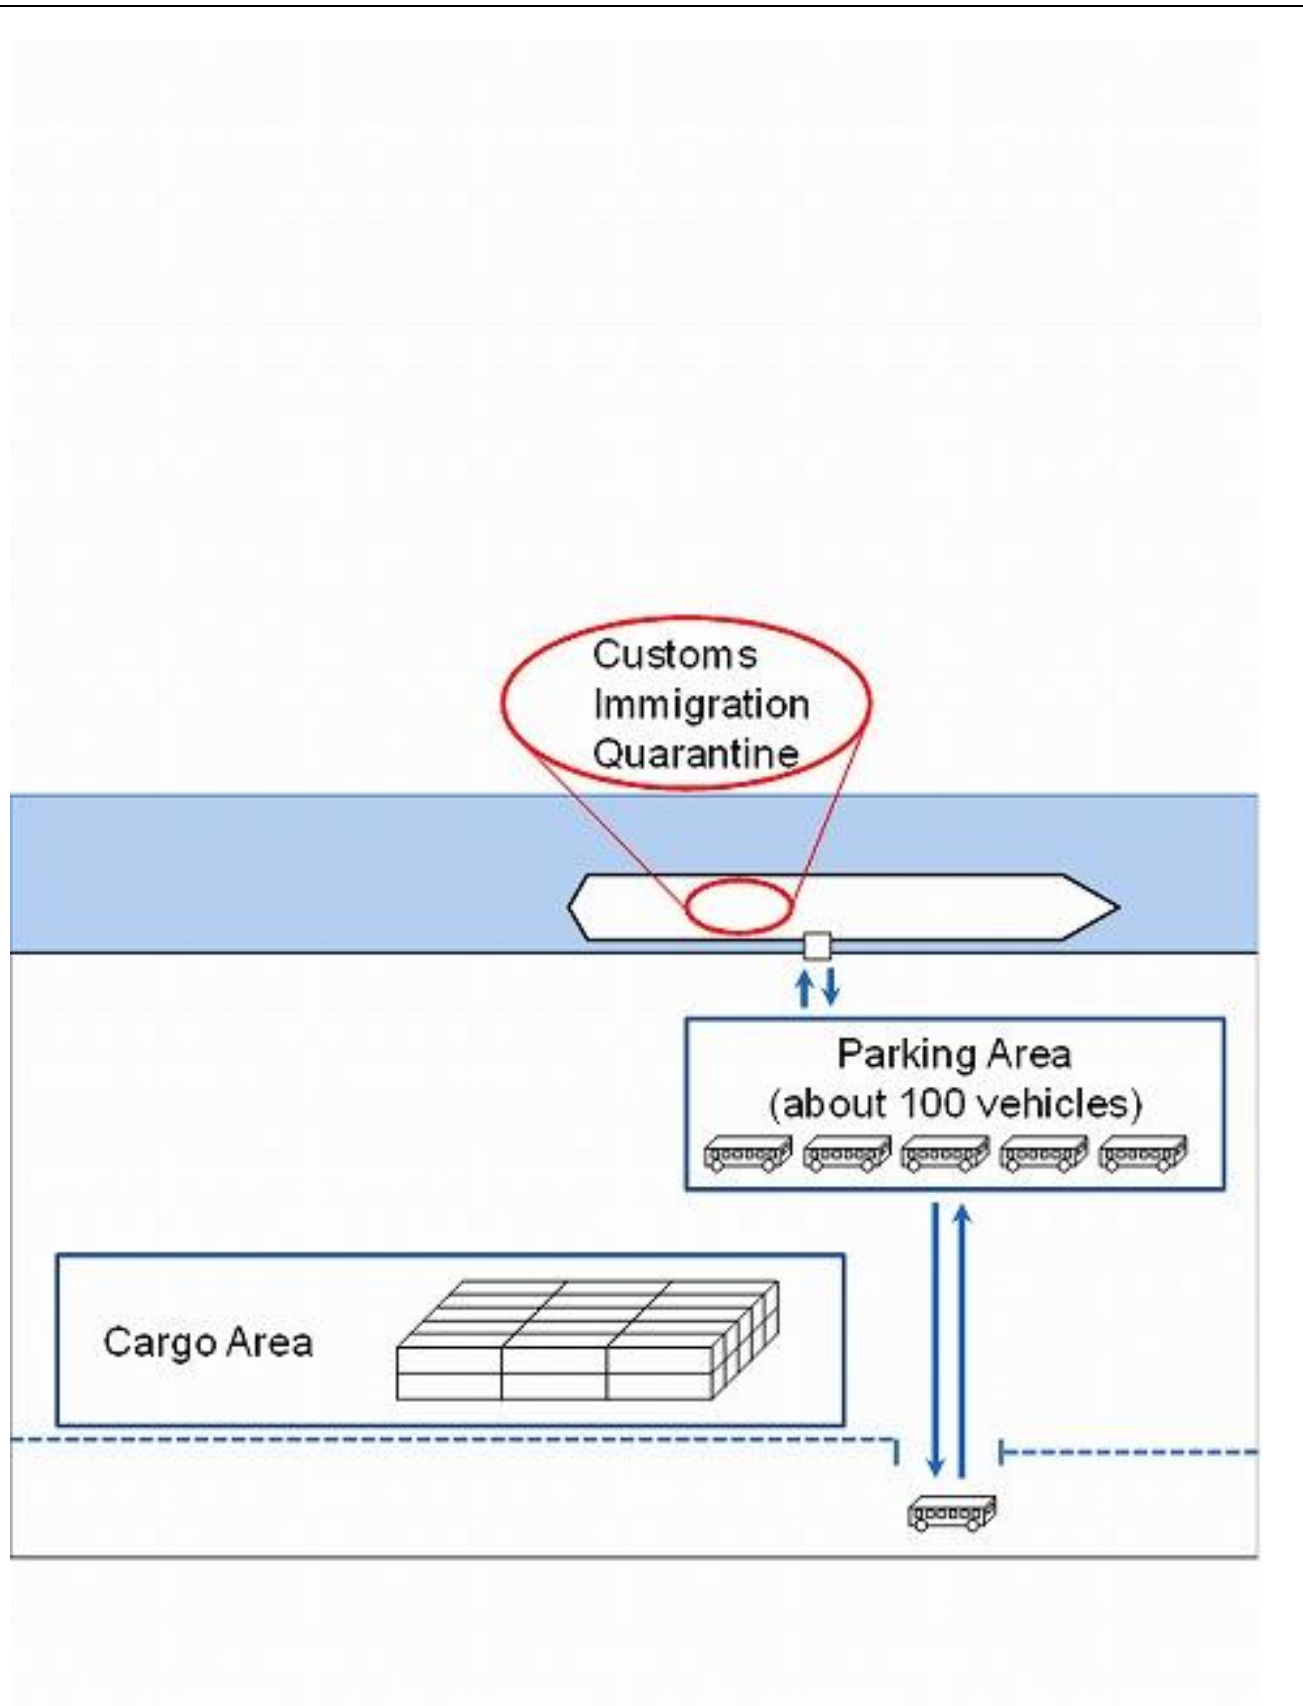 Customs
Immigration
Quarantine
Parking Area
(about 100 vehicles)
Cargo Area